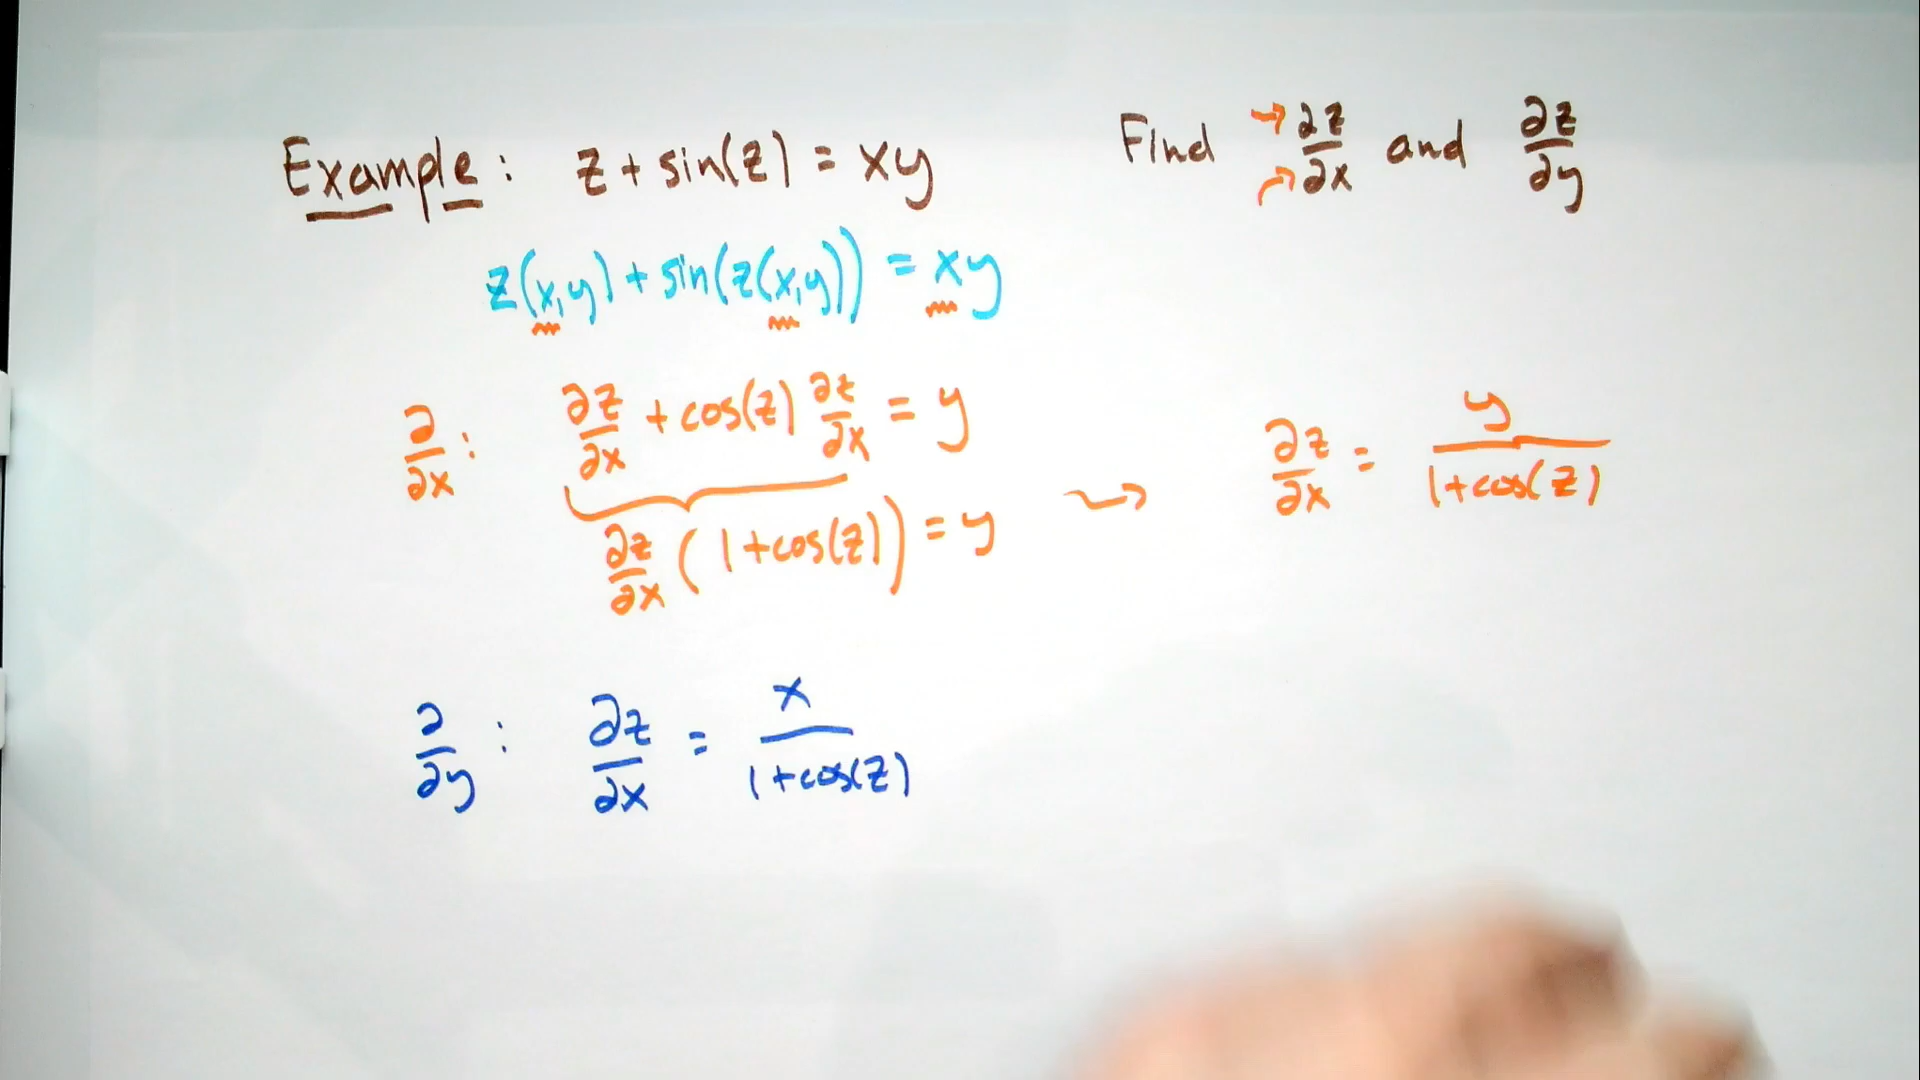 Example: z + sin(z) = xy
Find → ∂z/∂x and ∂z/∂y
z(x,y) + sin(z(x,y)) = xy
∂/∂x : ∂z/∂x + cos(z) ∂z/∂x = y
∂z/∂x (1+cos(z)) = y ⇝ ∂z/∂x = y/(1+cos(z))
∂/∂y : ∂z/∂x = x/(1+cos(z))